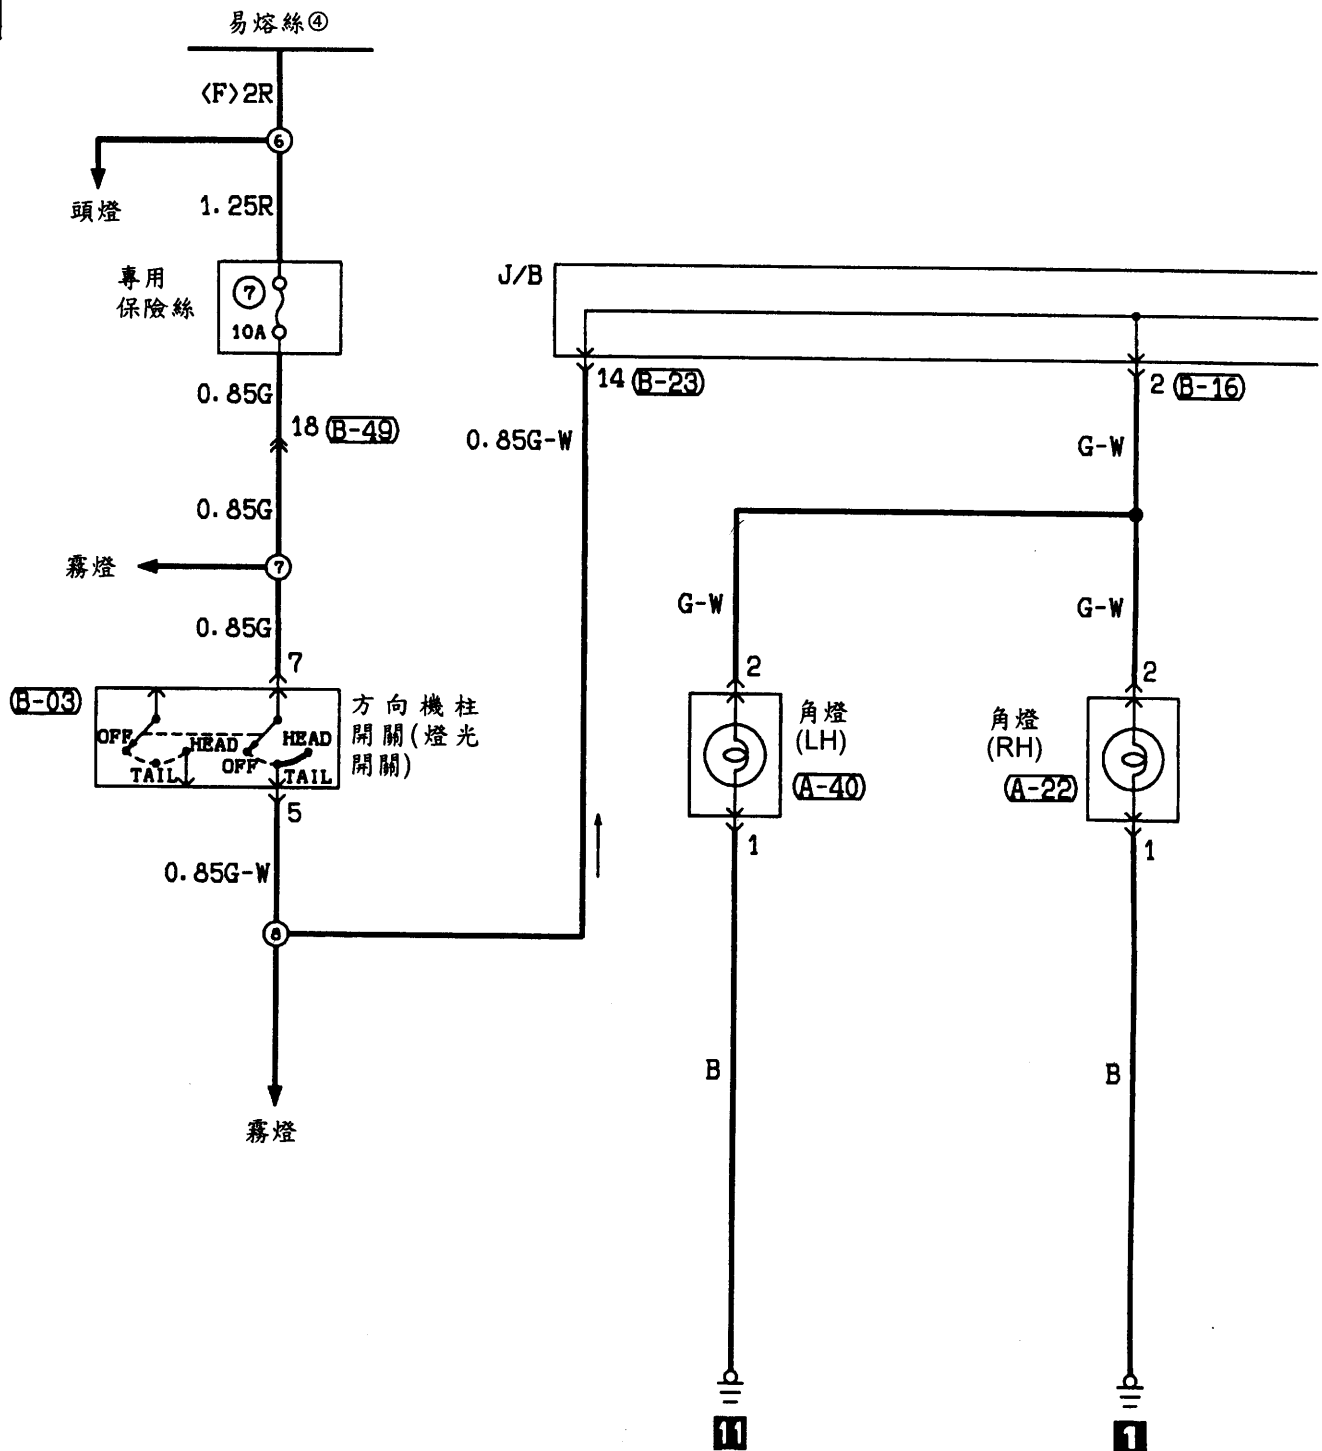 易熔絲④
〈F〉2R
⑥
頭燈
1.25R
專用
保險絲
⑦
10A
0.85G
18 B-49
0.85G
霧燈
⑦
0.85G
7
B-03
OFF
HEAD
TAIL
OFF
HEAD
TAIL
方向機柱
開關(燈光
開關)
5
0.85G-W
⑧
霧燈
J/B
14 B-23
0.85G-W
2 B-16
G-W
G-W
G-W
2
角燈
(LH)
A-40
1
B
11
2
角燈
(RH)
A-22
1
B
1